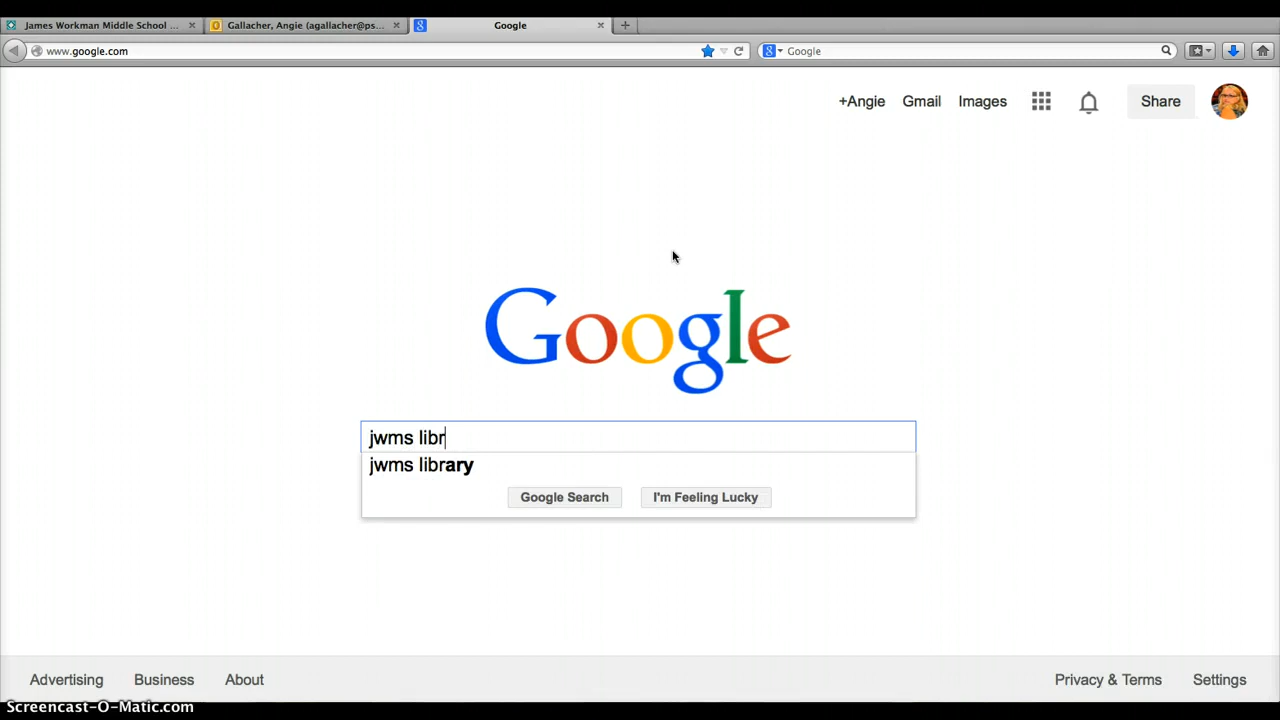 James Workman Middle School ...
Gallacher, Angie (agallacher@ps...
Google
www.google.com
Google
+Angie Gmail Images Share
Google
jwms libr
jwms library
Google Search I'm Feeling Lucky
Advertising Business About Privacy & Terms Settings
Screencast-O-Matic.com